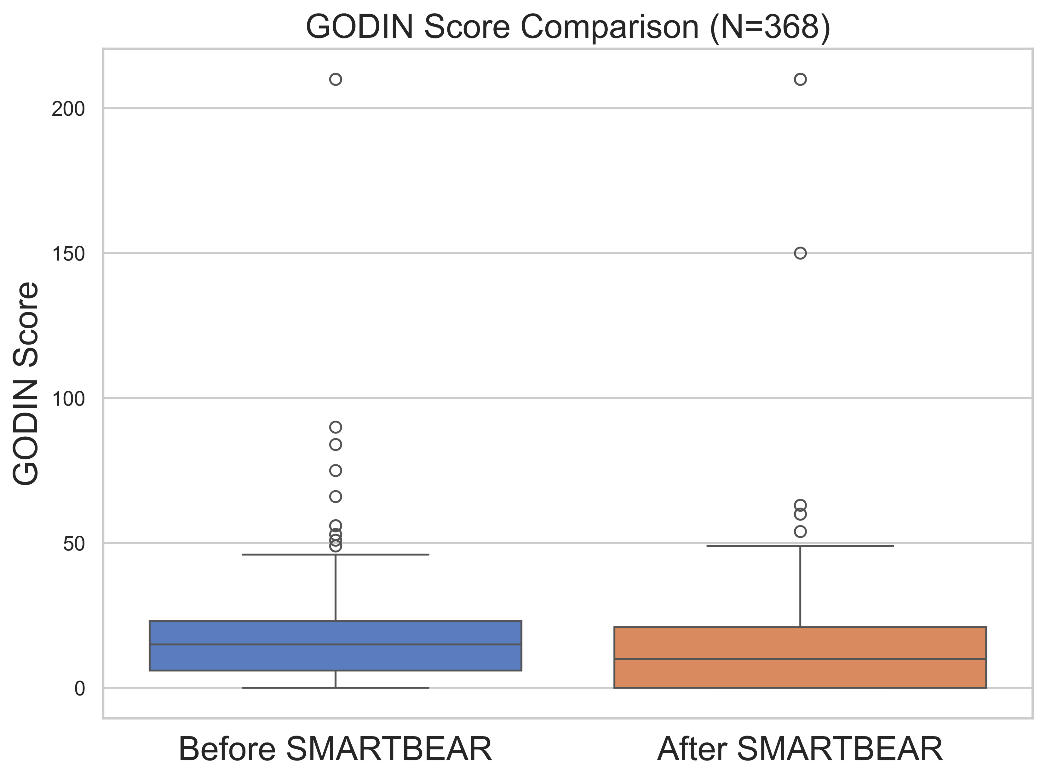 GODIN Score Comparison (N=368)
GODIN Score
200
150
100
50
0
Before SMARTBEAR
After SMARTBEAR